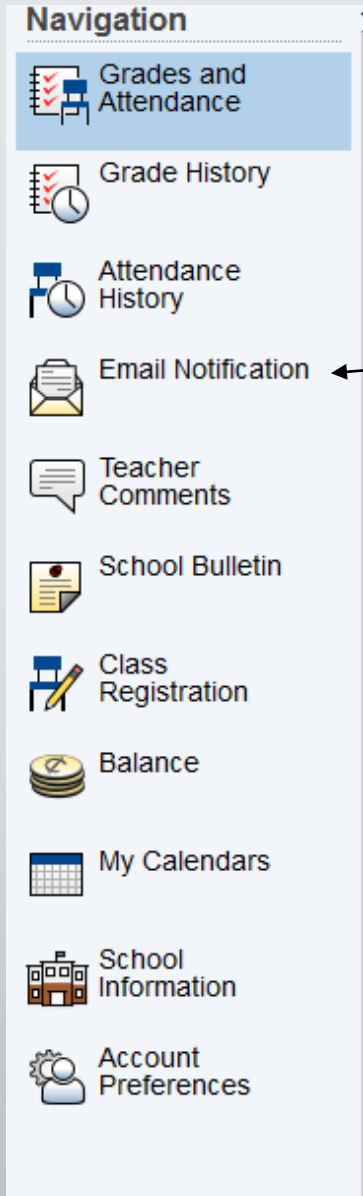 Navigation
Grades and
Attendance
Grade History
Attendance
History
Email Notification
Teacher
Comments
School Bulletin
Class
Registration
Balance
My Calendars
School
Information
Account
Preferences